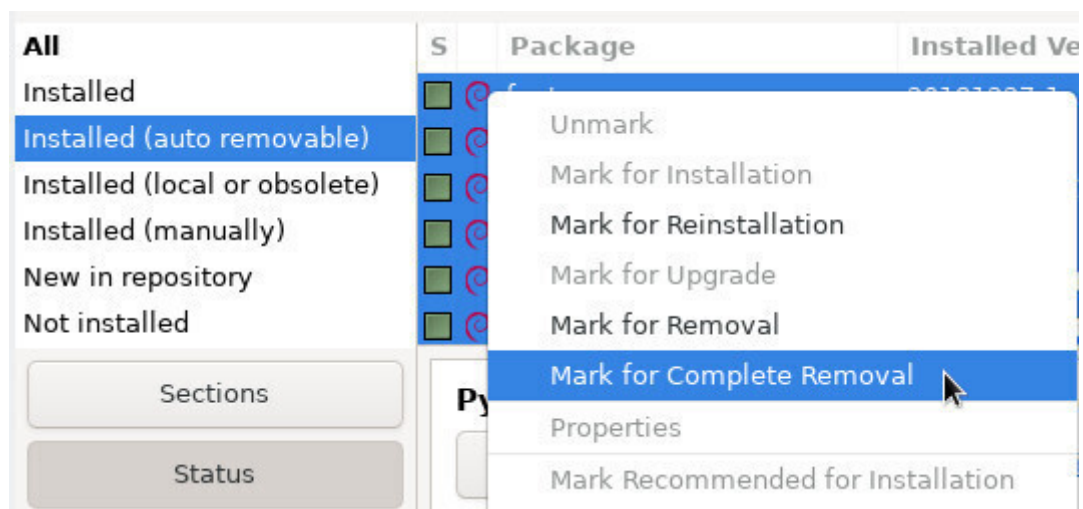 All
Installed
Installed (auto removable)
Installed (local or obsolete)
Installed (manually)
New in repository
Not installed
Sections
Status
S Package Installed Ve
Unmark
Mark for Installation
Mark for Reinstallation
Mark for Upgrade
Mark for Removal
Mark for Complete Removal
Properties
Mark Recommended for Installation
Py